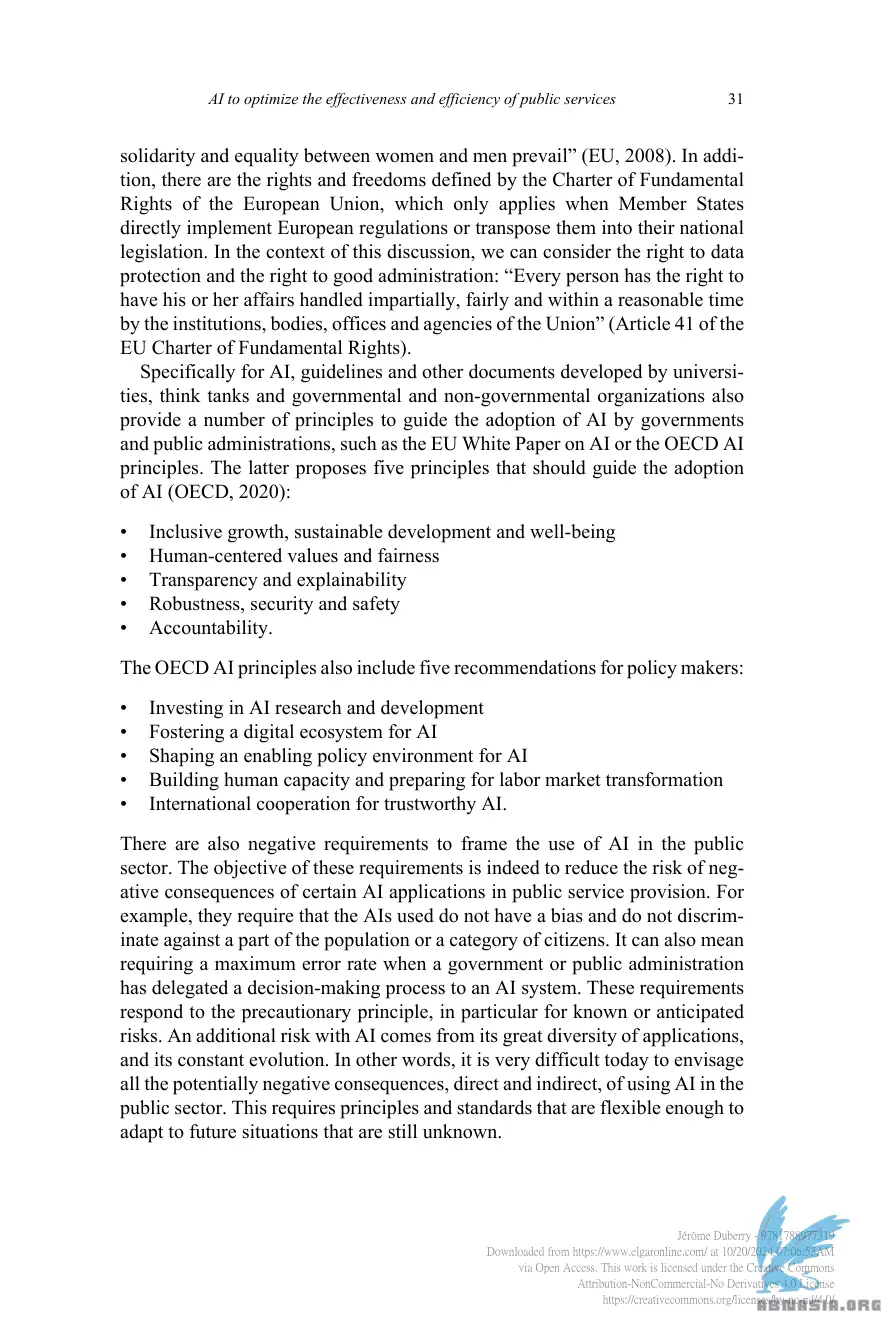 AI to optimize the effectiveness and efficiency of public services 31
solidarity and equality between women and men prevail” (EU, 2008). In addi-
tion, there are the rights and freedoms defined by the Charter of Fundamental
Rights of the European Union, which only applies when Member States
directly implement European regulations or transpose them into their national
legislation. In the context of this discussion, we can consider the right to data
protection and the right to good administration: “Every person has the right to
have his or her affairs handled impartially, fairly and within a reasonable time
by the institutions, bodies, offices and agencies of the Union” (Article 41 of the
EU Charter of Fundamental Rights).
Specifically for AI, guidelines and other documents developed by universi-
ties, think tanks and governmental and non-governmental organizations also
provide a number of principles to guide the adoption of AI by governments
and public administrations, such as the EU White Paper on AI or the OECD AI
principles. The latter proposes five principles that should guide the adoption
of AI (OECD, 2020):
• Inclusive growth, sustainable development and well-being
• Human-centered values and fairness
• Transparency and explainability
• Robustness, security and safety
• Accountability.
The OECD AI principles also include five recommendations for policy makers:
• Investing in AI research and development
• Fostering a digital ecosystem for AI
• Shaping an enabling policy environment for AI
• Building human capacity and preparing for labor market transformation
• International cooperation for trustworthy AI.
There are also negative requirements to frame the use of AI in the public
sector. The objective of these requirements is indeed to reduce the risk of neg-
ative consequences of certain AI applications in public service provision. For
example, they require that the AIs used do not have a bias and do not discrim-
inate against a part of the population or a category of citizens. It can also mean
requiring a maximum error rate when a government or public administration
has delegated a decision-making process to an AI system. These requirements
respond to the precautionary principle, in particular for known or anticipated
risks. An additional risk with AI comes from its great diversity of applications,
and its constant evolution. In other words, it is very difficult today to envisage
all the potentially negative consequences, direct and indirect, of using AI in the
public sector. This requires principles and standards that are flexible enough to
adapt to future situations that are still unknown.
Jérôme Duberry - 9781788977319
Downloaded from https://www.elgaronline.com/ at 10/20/2024 07:06:52AM
via Open Access. This work is licensed under the Creative Commons
Attribution-NonCommercial-No Derivatives 4.0 License
https://creativecommons.org/licenses/by-nc-nd/4.0/
ABNASIA.ORG